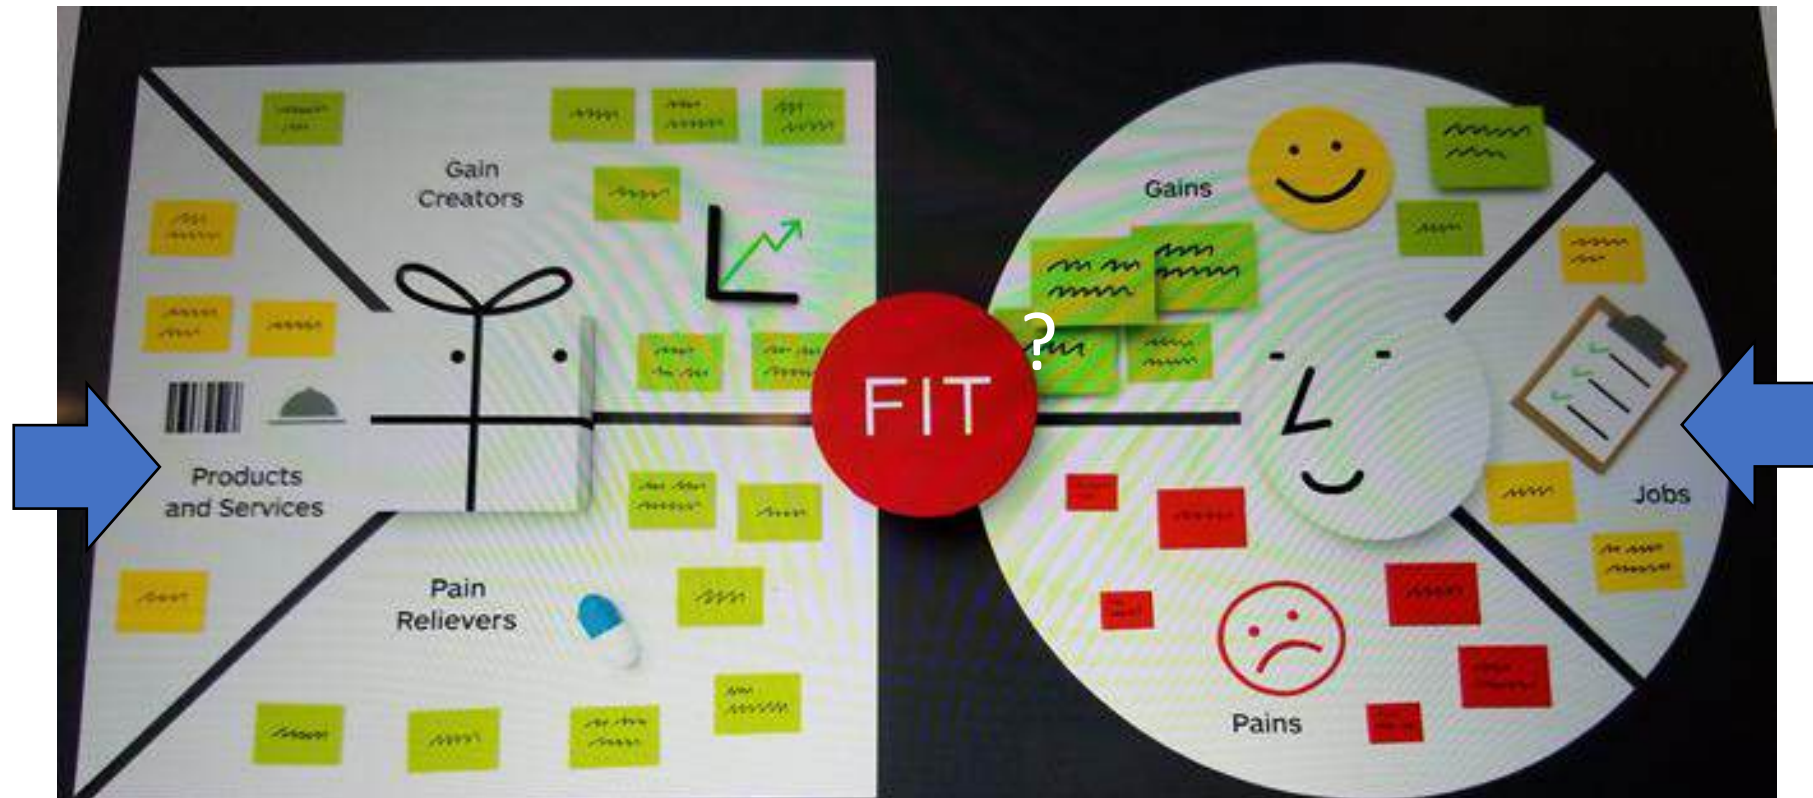 Gain
Creators
Products
and Services
Pain
Relievers
FIT
?
Gains
Jobs
Pains